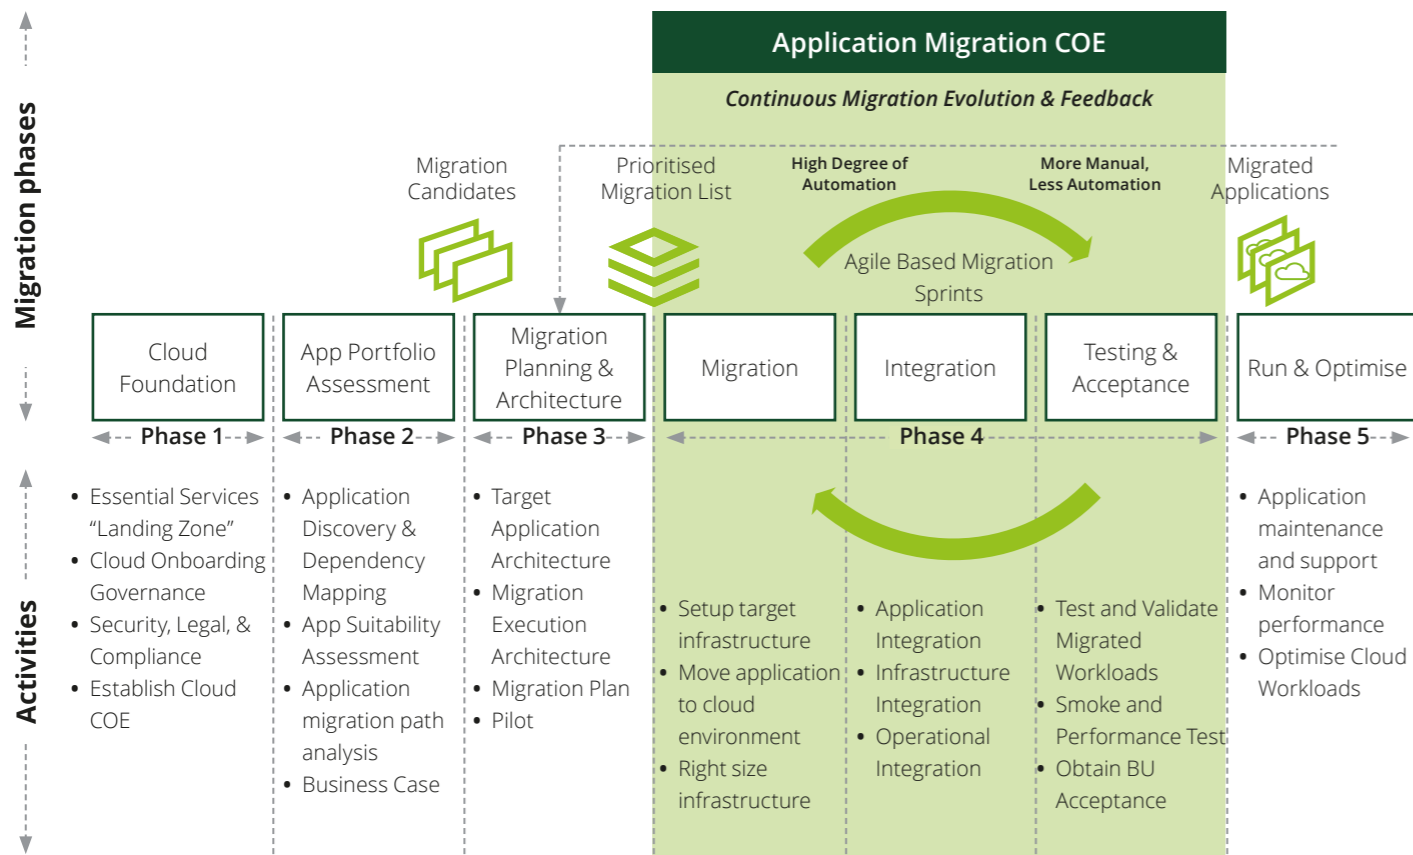 Application Migration COE
Continuous Migration Evolution & Feedback
Migration phases
Migration
Candidates
Prioritised
Migration List
High Degree of
Automation
More Manual,
Less Automation
Migrated
Applications
Agile Based Migration
Sprints
Cloud
Foundation
App Portfolio
Assessment
Migration
Planning &
Architecture
Migration
Integration
Testing &
Acceptance
Run & Optimise
Phase 1
Phase 2
Phase 3
Phase 4
Phase 5
Activities
• Essential Services
“Landing Zone”
• Cloud Onboarding
Governance
• Security, Legal, &
Compliance
• Establish Cloud
COE
• Application
Discovery &
Dependency
Mapping
• App Suitability
Assessment
• Application
migration path
analysis
• Business Case
• Target
Application
Architecture
• Migration
Execution
Architecture
• Migration Plan
• Pilot
• Setup target
infrastructure
• Move application
to cloud
environment
• Right size
infrastructure
• Application
Integration
• Infrastructure
Integration
• Operational
Integration
• Test and Validate
Migrated
Workloads
• Smoke and
Performance Test
• Obtain BU
Acceptance
• Application
maintenance
and support
• Monitor
performance
• Optimise Cloud
Workloads